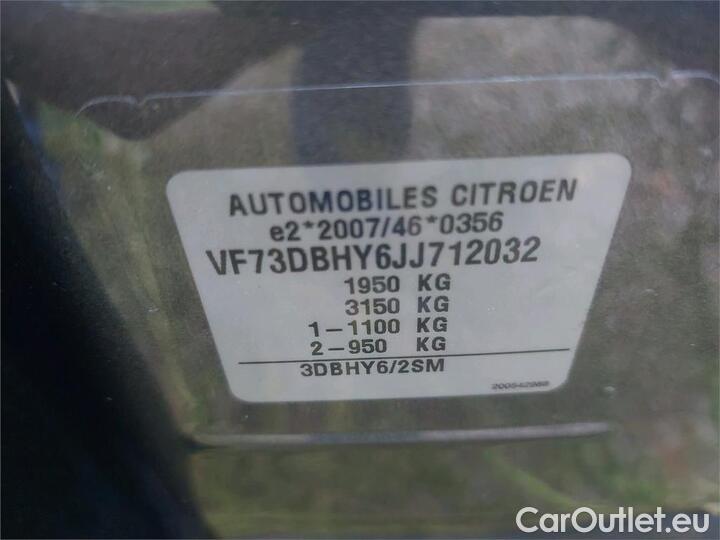 AUTOMOBILES CITROEN
e2*2007/46*0356
VF73DBHY6JJ712032
1950 KG
3150 KG
1-1100 KG
2-950 KG
3DBHY6/2SM
CarOutlet.eu